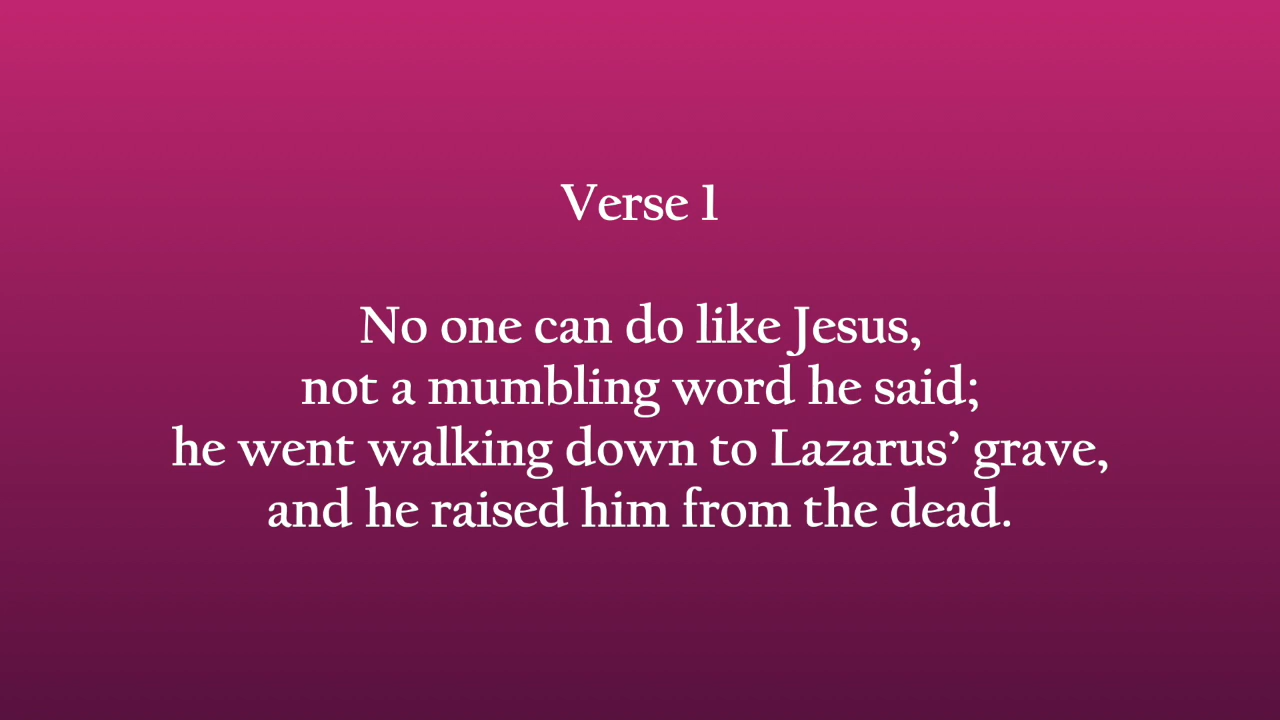 Verse 1
No one can do like Jesus,
not a mumbling word he said;
he went walking down to Lazarus’ grave,
and he raised him from the dead.